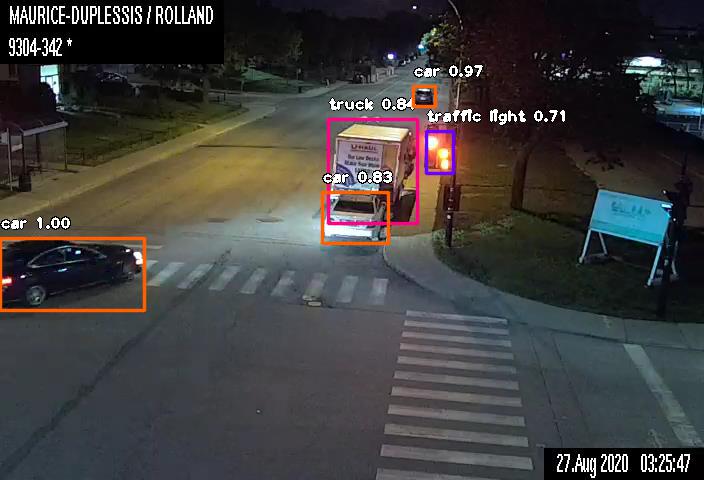 MAURICE-DUPLESSIS / ROLLAND
9304-342 *
car 0.97
truck 0.84
traffic light 0.71
U-HAUL
car 0.83
car 1.00
27.Aug 2020 03:25:47